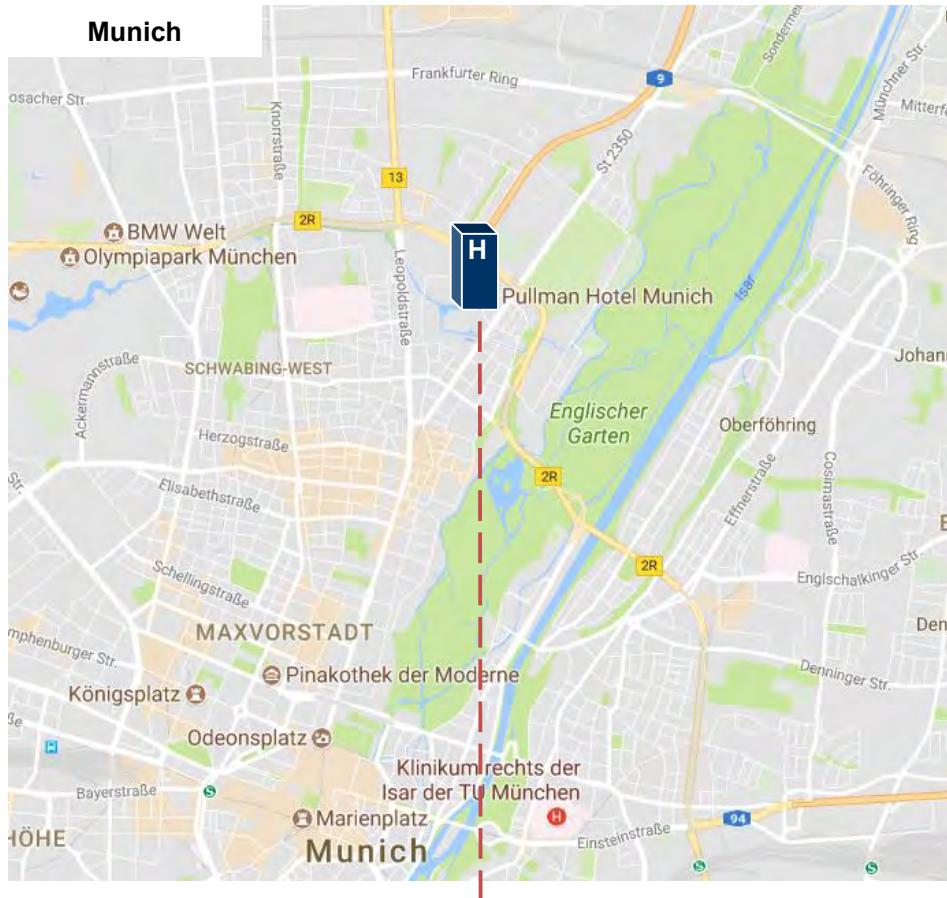 Munich
Frankfurter Ring
9
osacher Str.
Knorrstraße
St 2350
Sondermei
Münchner Str.
Mitterfe
Föhringer Ring
13
2R
BMW Welt
Olympiapark München
Leopoldstraße
H
Pullman Hotel Munich
Isar
SCHWABING-WEST
Ackermannstraße
Johann
Englischer
Garten
Oberföhring
Herzogstraße
Elisabethstraße
Str.
2R
Effnerstraße
Cosimastraße
E
2R
Schellingstraße
Englschalkinger Str.
MAXVORSTADT
mphenburger Str.
Den
Pinakothek der Moderne
Königsplatz
Denninger Str.
Odeonsplatz
ße
Klinikum rechts der
Isar der TU München
Bayerstraße
S
H
Marienplatz
94
HÖHE
Munich
Einsteinstraße
S
S